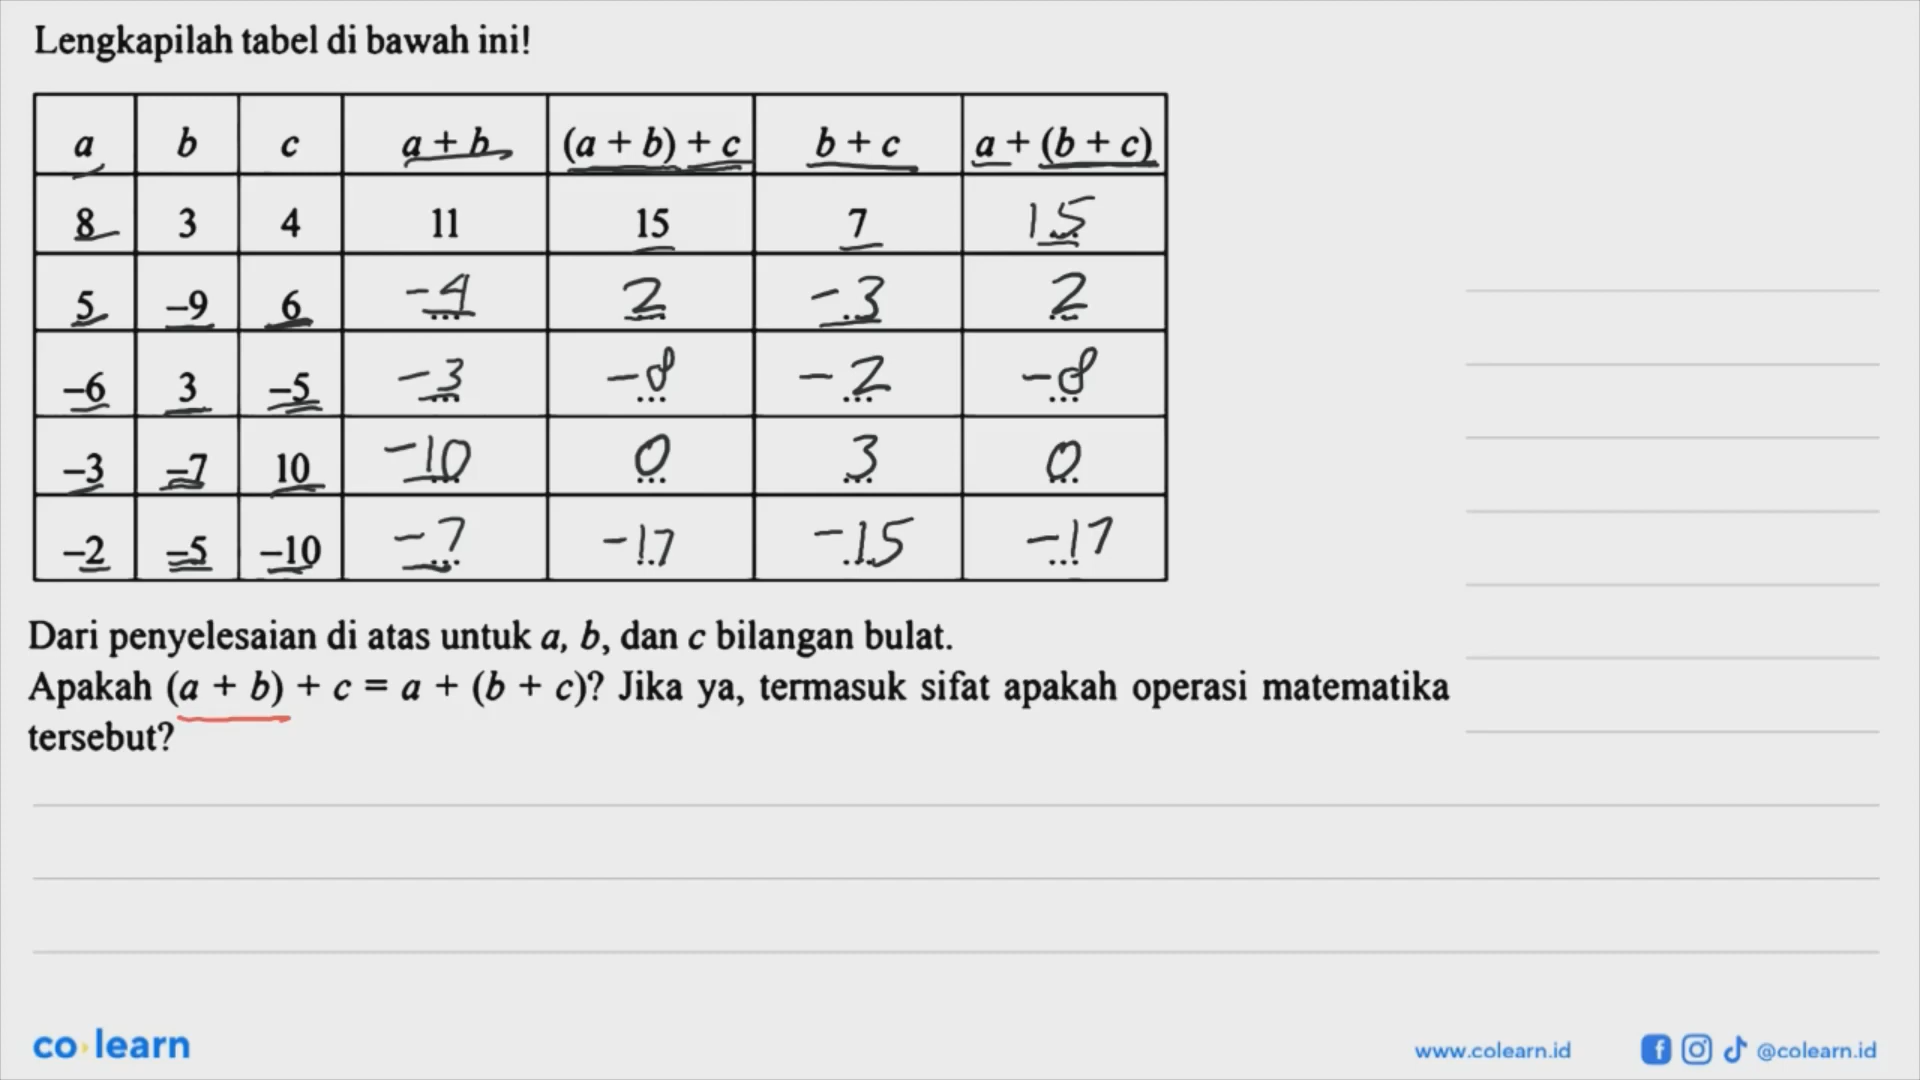 Lengkapilah tabel di bawah ini!
a b c a + b (a + b) + c b + c a + (b + c)
8 3 4 11 15 7 15
5 –9 6 -4 2 -3 2
–6 3 –5 -3 -8 -2 -8
–3 –7 10 -10 0 3 0
–2 –5 –10 -7 -17 -15 -17
Dari penyelesaian di atas untuk a, b, dan c bilangan bulat.
Apakah (a + b) + c = a + (b + c)? Jika ya, termasuk sifat apakah operasi matematika
tersebut?
co learn
www.colearn.id
@colearn.id